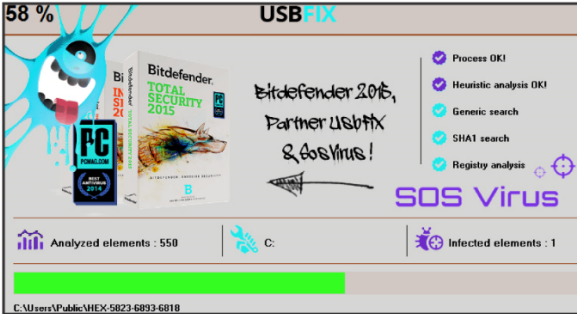 58 %
USBFIX
Bitdefender
TOTAL
SECURITY
2015
PC
PCMAG.COM
BEST
ANTIVIRUS
2014
B
Bitdefender 2015,
Partner UsbFix
& SosVirus !
Process OK!
Heuristic analysis OK!
Generic search
SHA1 search
Registry analysis
SOS Virus
Analyzed elements : 550
C:
Infected elements : 1
C:\Users\Public\HEX-5823-6893-6818